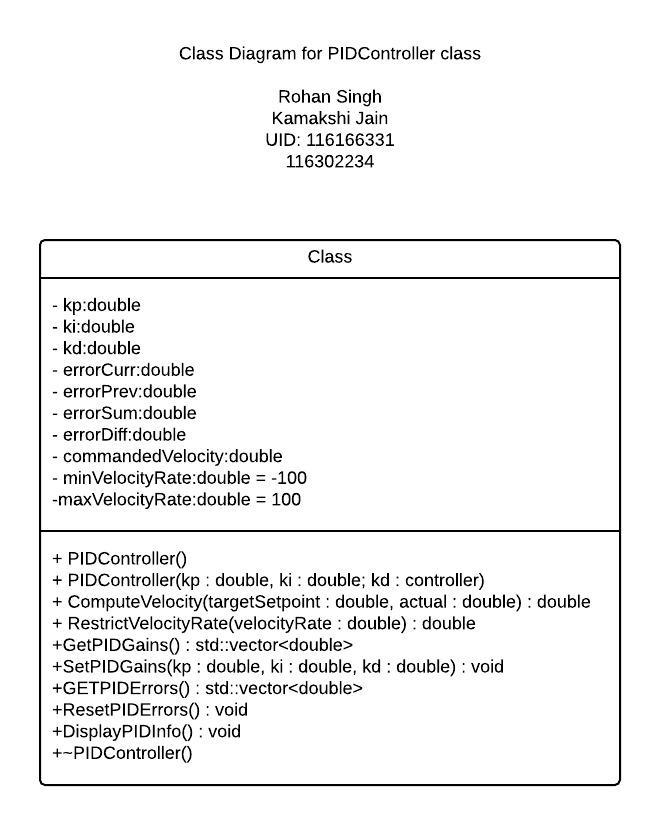 Class Diagram for PIDController class
Rohan Singh
Kamakshi Jain
UID: 116166331
116302234
Class
- kp:double
- ki:double
- kd:double
- errorCurr:double
- errorPrev:double
- errorSum:double
- errorDiff:double
- commandedVelocity:double
- minVelocityRate:double = -100
-maxVelocityRate:double = 100
+ PIDController()
+ PIDController(kp : double, ki : double; kd : controller)
+ ComputeVelocity(targetSetpoint : double, actual : double) : double
+ RestrictVelocityRate(velocityRate : double) : double
+GetPIDGains() : std::vector<double>
+SetPIDGains(kp : double, ki : double, kd : double) : void
+GETPIDErrors() : std::vector<double>
+ResetPIDErrors() : void
+DisplayPIDInfo() : void
+~PIDController()